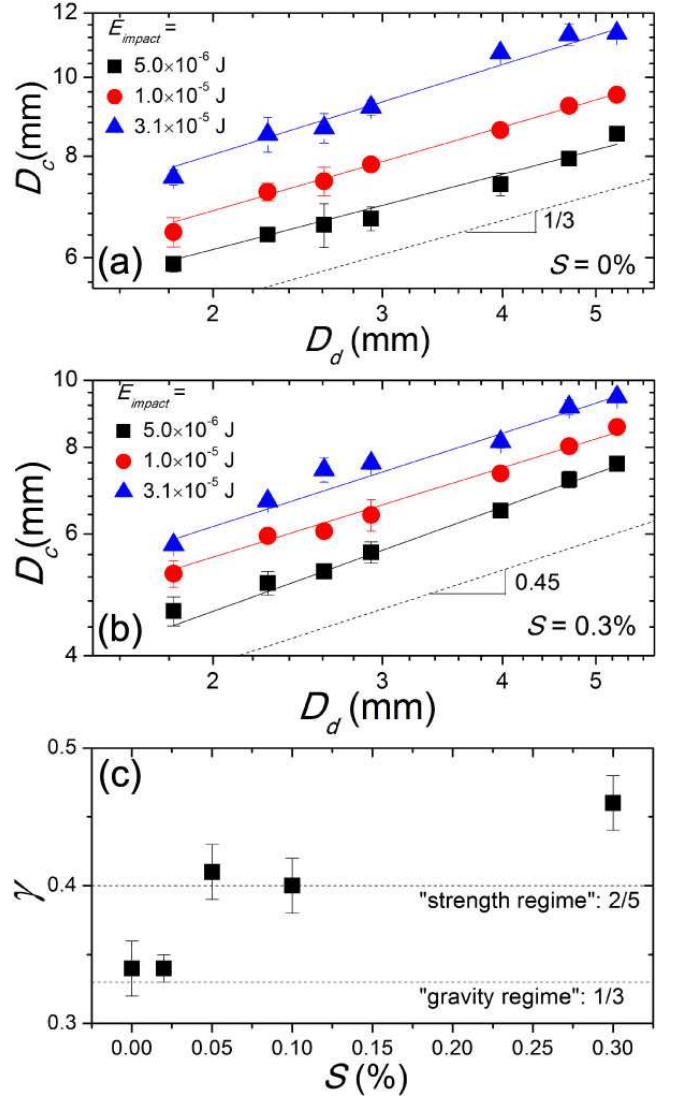 12
10
8
6
D_c (mm)
E_impact =
5.0×10⁻⁶ J
1.0×10⁻⁵ J
3.1×10⁻⁵ J
(a)
1/3
S = 0%
2
3
4
5
D_d (mm)
10
8
6
4
D_c (mm)
E_impact =
5.0×10⁻⁶ J
1.0×10⁻⁵ J
3.1×10⁻⁵ J
(b)
0.45
S = 0.3%
2
3
4
5
D_d (mm)
0.5
0.4
0.3
γ
(c)
"strength regime": 2/5
"gravity regime": 1/3
0.00
0.05
0.10
0.15
0.20
0.25
0.30
S (%)